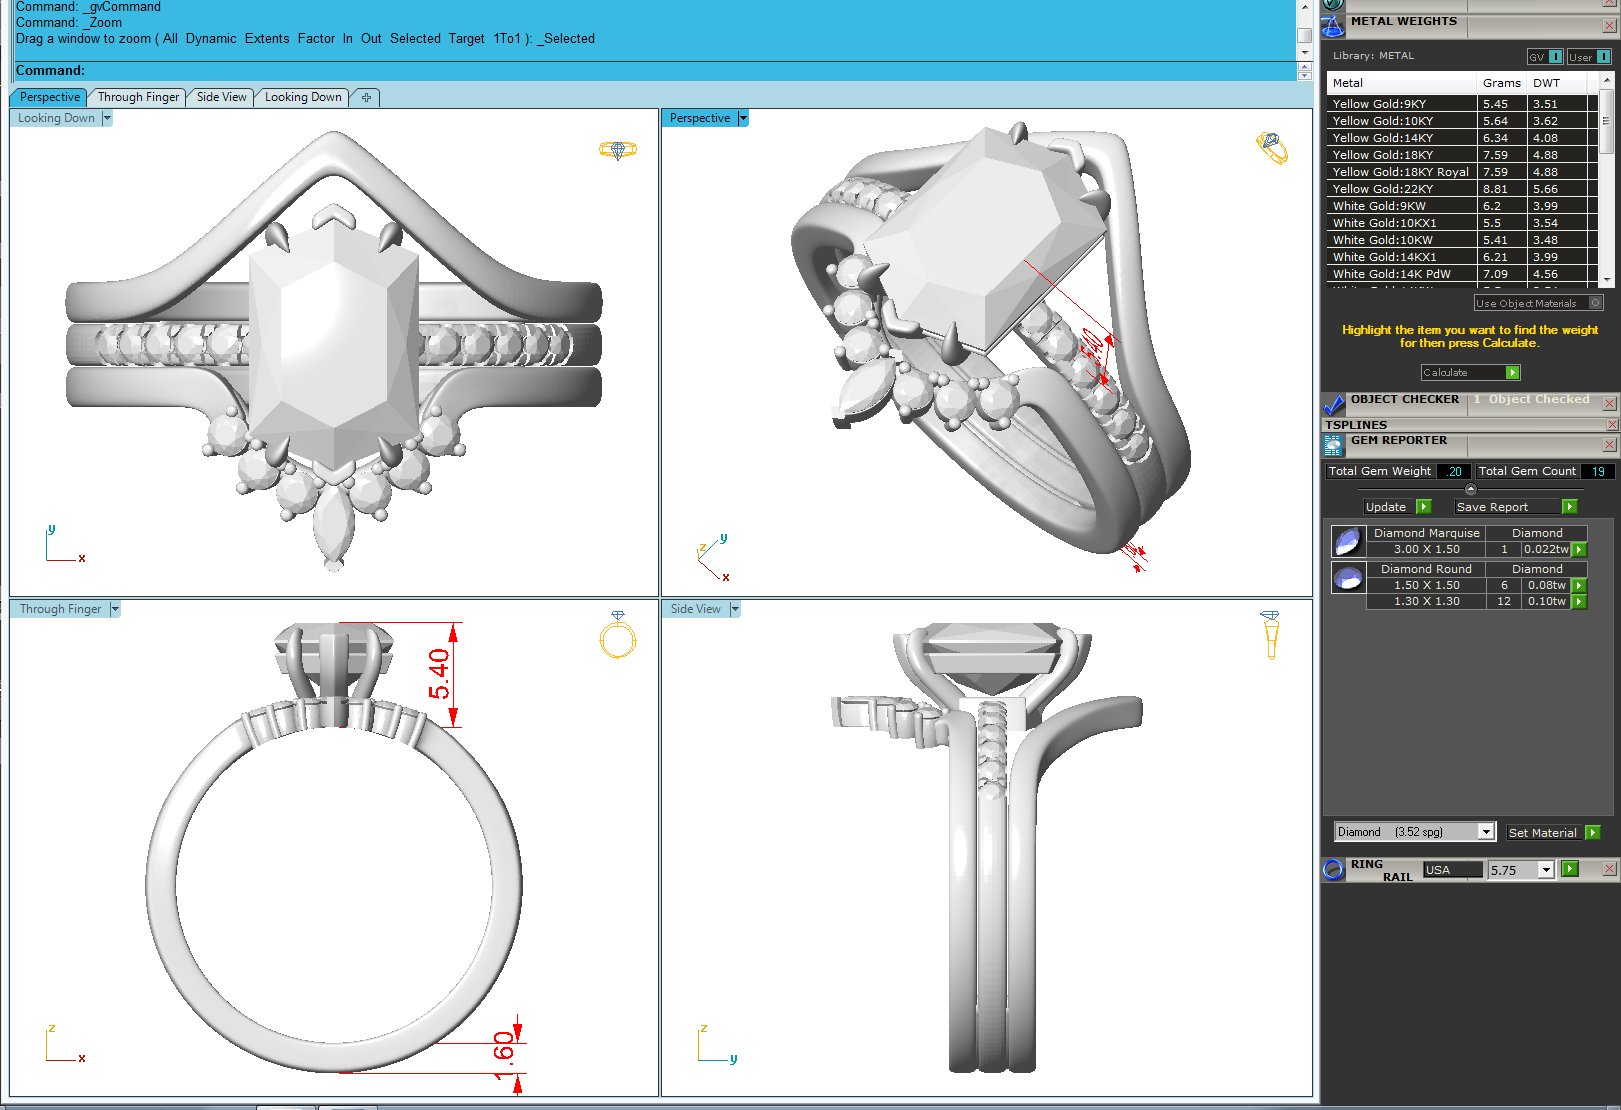 Command: _gvCommand
Command: _Zoom
Drag a window to zoom ( All Dynamic Extents Factor In Out Selected Target 1To1 ): _Selected
Command:
Perspective Through Finger Side View Looking Down
Looking Down
y
x
Perspective
z
y
x
Through Finger
5.40
1.60
z
x
Side View
z
y
METAL WEIGHTS
Library: METAL
GV
User
Metal Grams DWT
Yellow Gold:9KY 5.45 3.51
Yellow Gold:10KY 5.64 3.62
Yellow Gold:14KY 6.34 4.08
Yellow Gold:18KY 7.59 4.88
Yellow Gold:18KY Royal 7.59 4.88
Yellow Gold:22KY 8.81 5.66
White Gold:9KW 6.2 3.99
White Gold:10KX1 5.5 3.54
White Gold:10KW 5.41 3.48
White Gold:14KX1 6.21 3.99
White Gold:14K PdW 7.09 4.56
Use Object Materials
Highlight the item you want to find the weight
for then press Calculate.
Calculate
OBJECT CHECKER 1 Object Checked
TSPLINES
GEM REPORTER
Total Gem Weight .20 Total Gem Count 19
Update Save Report
Diamond Marquise Diamond
3.00 X 1.50 1 0.022tw
Diamond Round Diamond
1.50 X 1.50 6 0.08tw
1.30 X 1.30 12 0.10tw
Diamond (3.52 spg) Set Material
RING RAIL USA 5.75